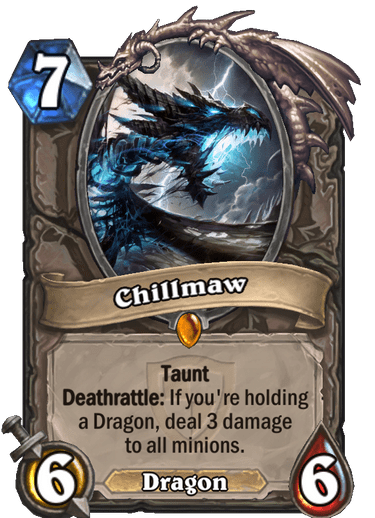 7
Chillmaw
Taunt
Deathrattle: If you're holding
a Dragon, deal 3 damage
to all minions.
6
Dragon
6